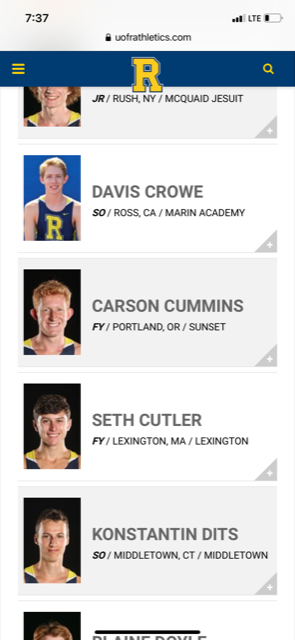 7:37
LTE
uofrathletics.com
R
JR / RUSH, NY / MCQUAID JESUIT
DAVIS CROWE
R
SO / ROSS, CA / MARIN ACADEMY
CARSON CUMMINS
FY / PORTLAND, OR / SUNSET
SETH CUTLER
FY / LEXINGTON, MA / LEXINGTON
KONSTANTIN DITS
SO / MIDDLETOWN, CT / MIDDLETOWN
BLAINE DOYLE